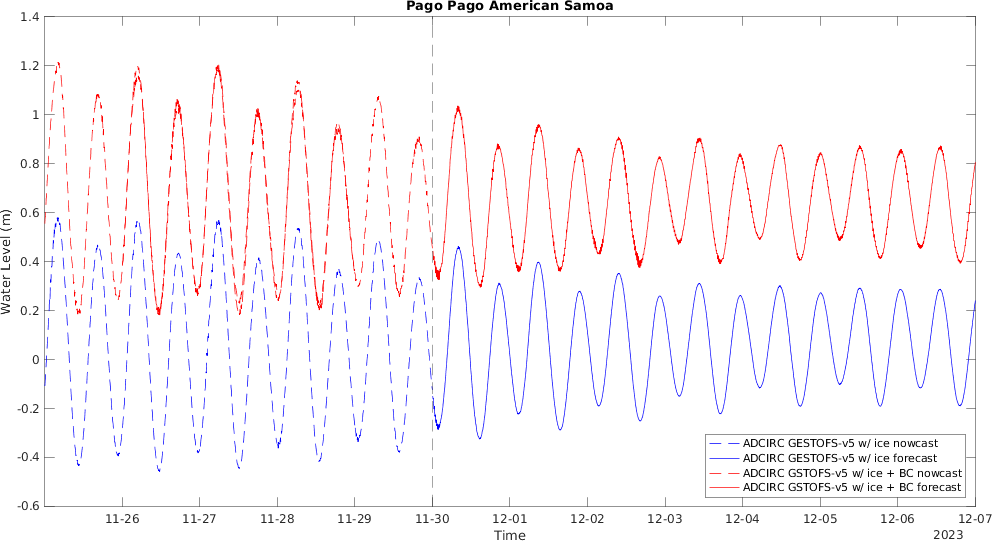 Pago Pago American Samoa
1.4
1.2
1
0.8
0.6
0.4
0.2
0
-0.2
-0.4
-0.6
Water Level (m)
ADCIRC GESTOFS-v5 w/ ice nowcast
ADCIRC GESTOFS-v5 w/ ice forecast
ADCIRC GSTOFS-v5 w/ ice + BC nowcast
ADCIRC GSTOFS-v5 w/ ice + BC forecast
11-26 11-27 11-28 11-29 11-30 12-01 12-02 12-03 12-04 12-05 12-06 12-07
Time
2023